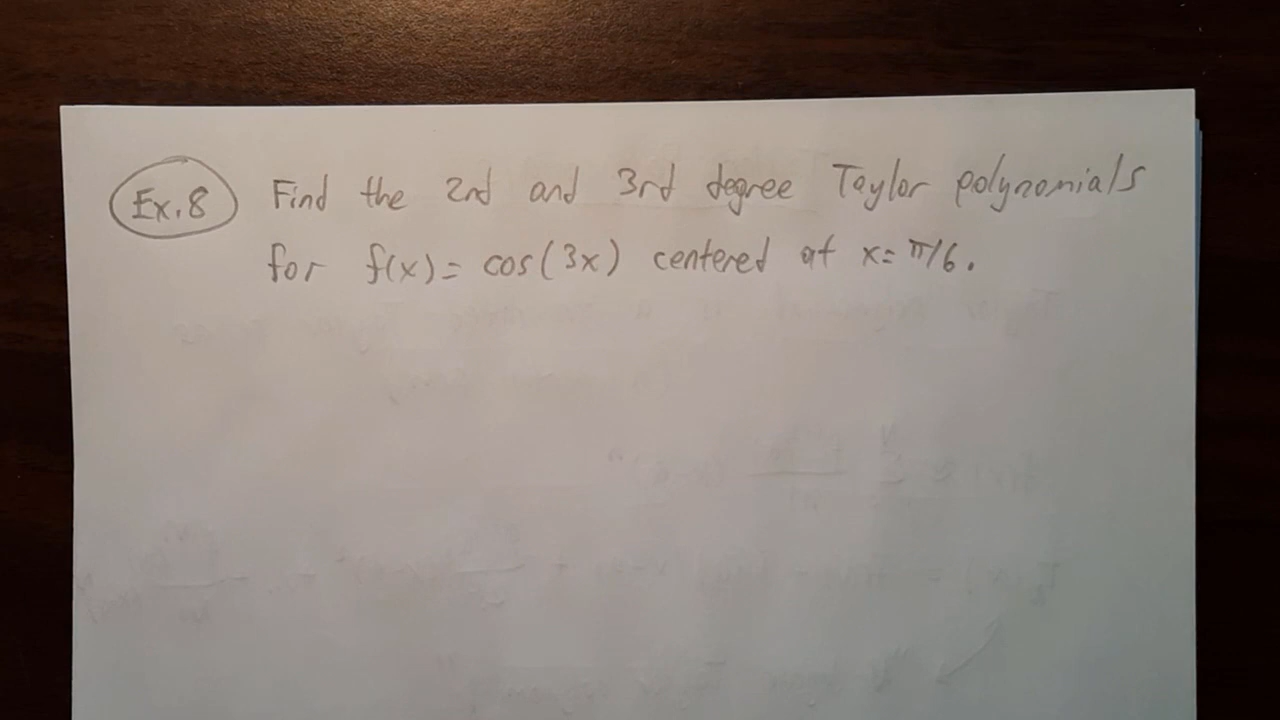 Ex. 8 Find the 2nd and 3rd degree Taylor polynomials
for f(x) = cos(3x) centered at x = π/6.